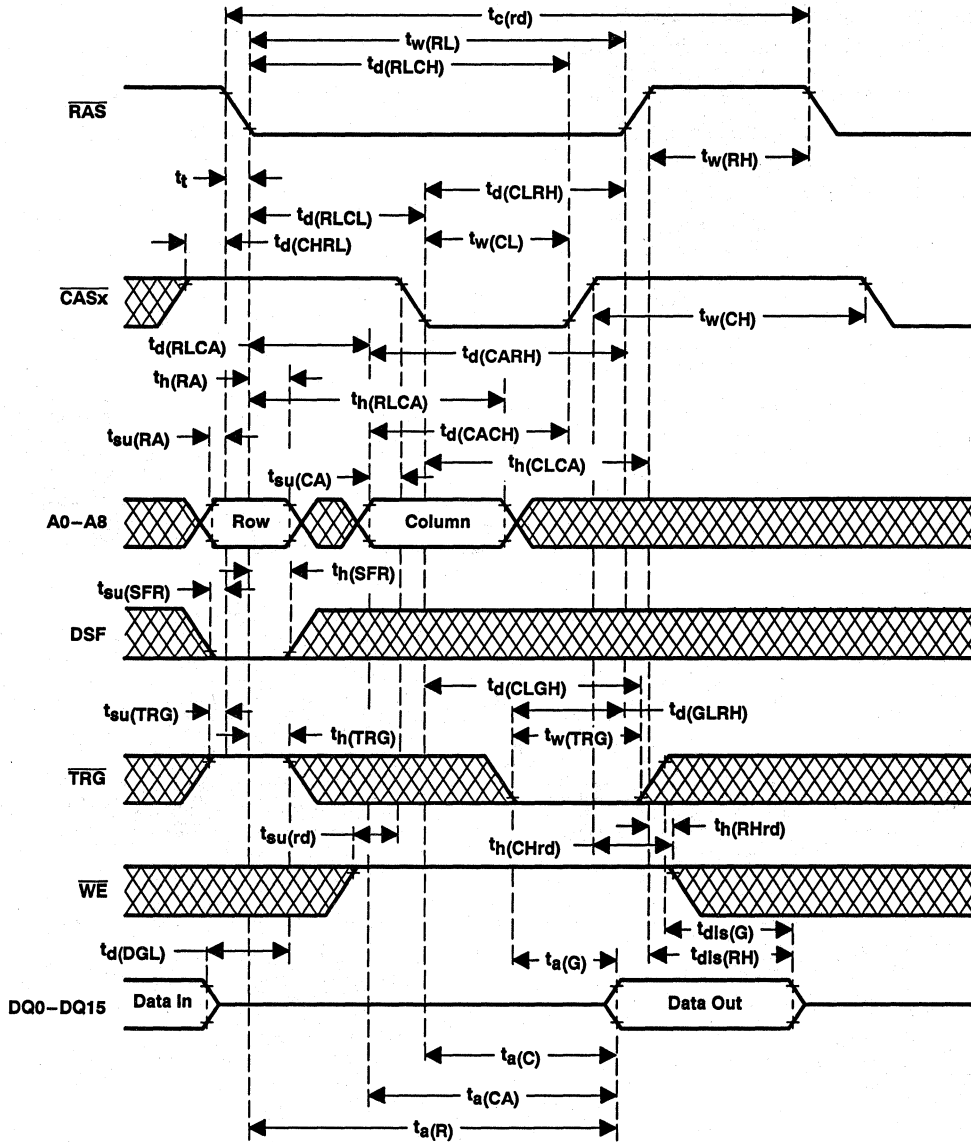 tc(rd)
tw(RL)
td(RLCH)
RAS
tw(RH)
tt
td(CLRH)
td(RLCL)
td(CHRL)
tw(CL)
CASx
tw(CH)
td(RLCA)
td(CARH)
th(RA)
th(RLCA)
tsu(RA)
td(CACH)
tsu(CA)
th(CLCA)
A0–A8
Row
Column
th(SFR)
tsu(SFR)
DSF
td(CLGH)
tsu(TRG)
td(GLRH)
th(TRG)
tw(TRG)
TRG
tsu(rd)
th(RHrd)
th(CHrd)
WE
tdis(G)
td(DGL)
ta(G)
tdis(RH)
DQ0–DQ15
Data In
Data Out
ta(C)
ta(CA)
ta(R)